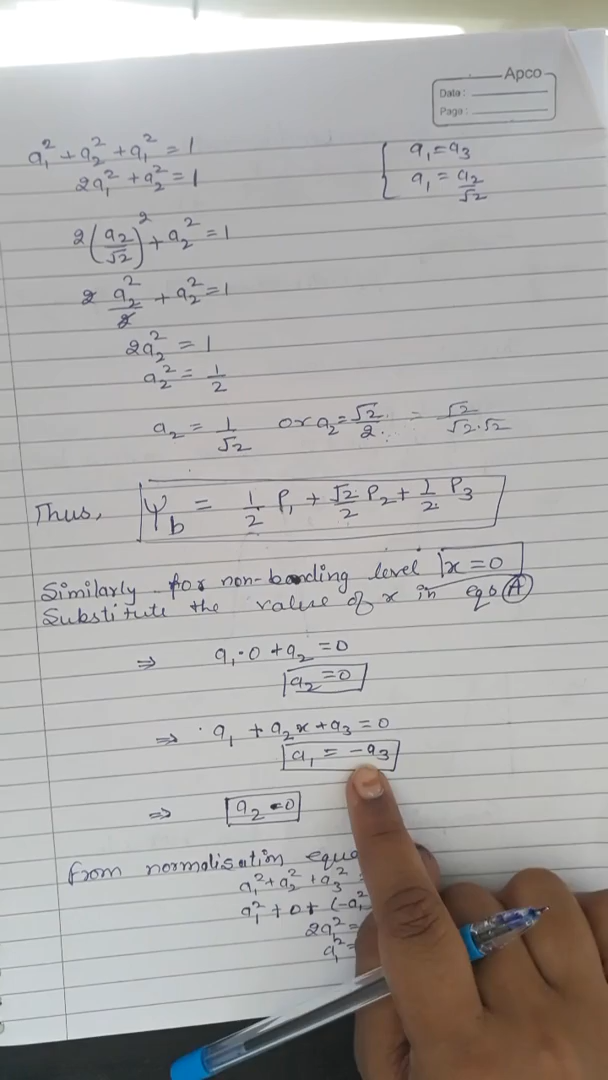 Apco
Date :
Page :
a₁² + a₂² + a₁² = 1
2a₁² + a₂² = 1
a₁ = a₃
a₁ = a₂/√2
2(a₂/√2)² + a₂² = 1
2 a₂²/2 + a₂² = 1
2a₂² = 1
a₂² = 1/2
a₂ = 1/√2 or a₂ = √2/2 = √2/√2.√2
Thus, Ψb = 1/2 P₁ + √2/2 P₂ + 1/2 P₃
Similarly for non-bonding level x = 0
Substitute the value of x in eqs (A)
⇒ a₁·0 + a₂ = 0
a₂ = 0
⇒ a₁ + a₂x + a₃ = 0
a₁ = -a₃
⇒ a₂ = 0
From normalisation
a₁² + a₂² + a₃²
a₁² + 0 + (-a₁²
2a₁² =
a₁² =